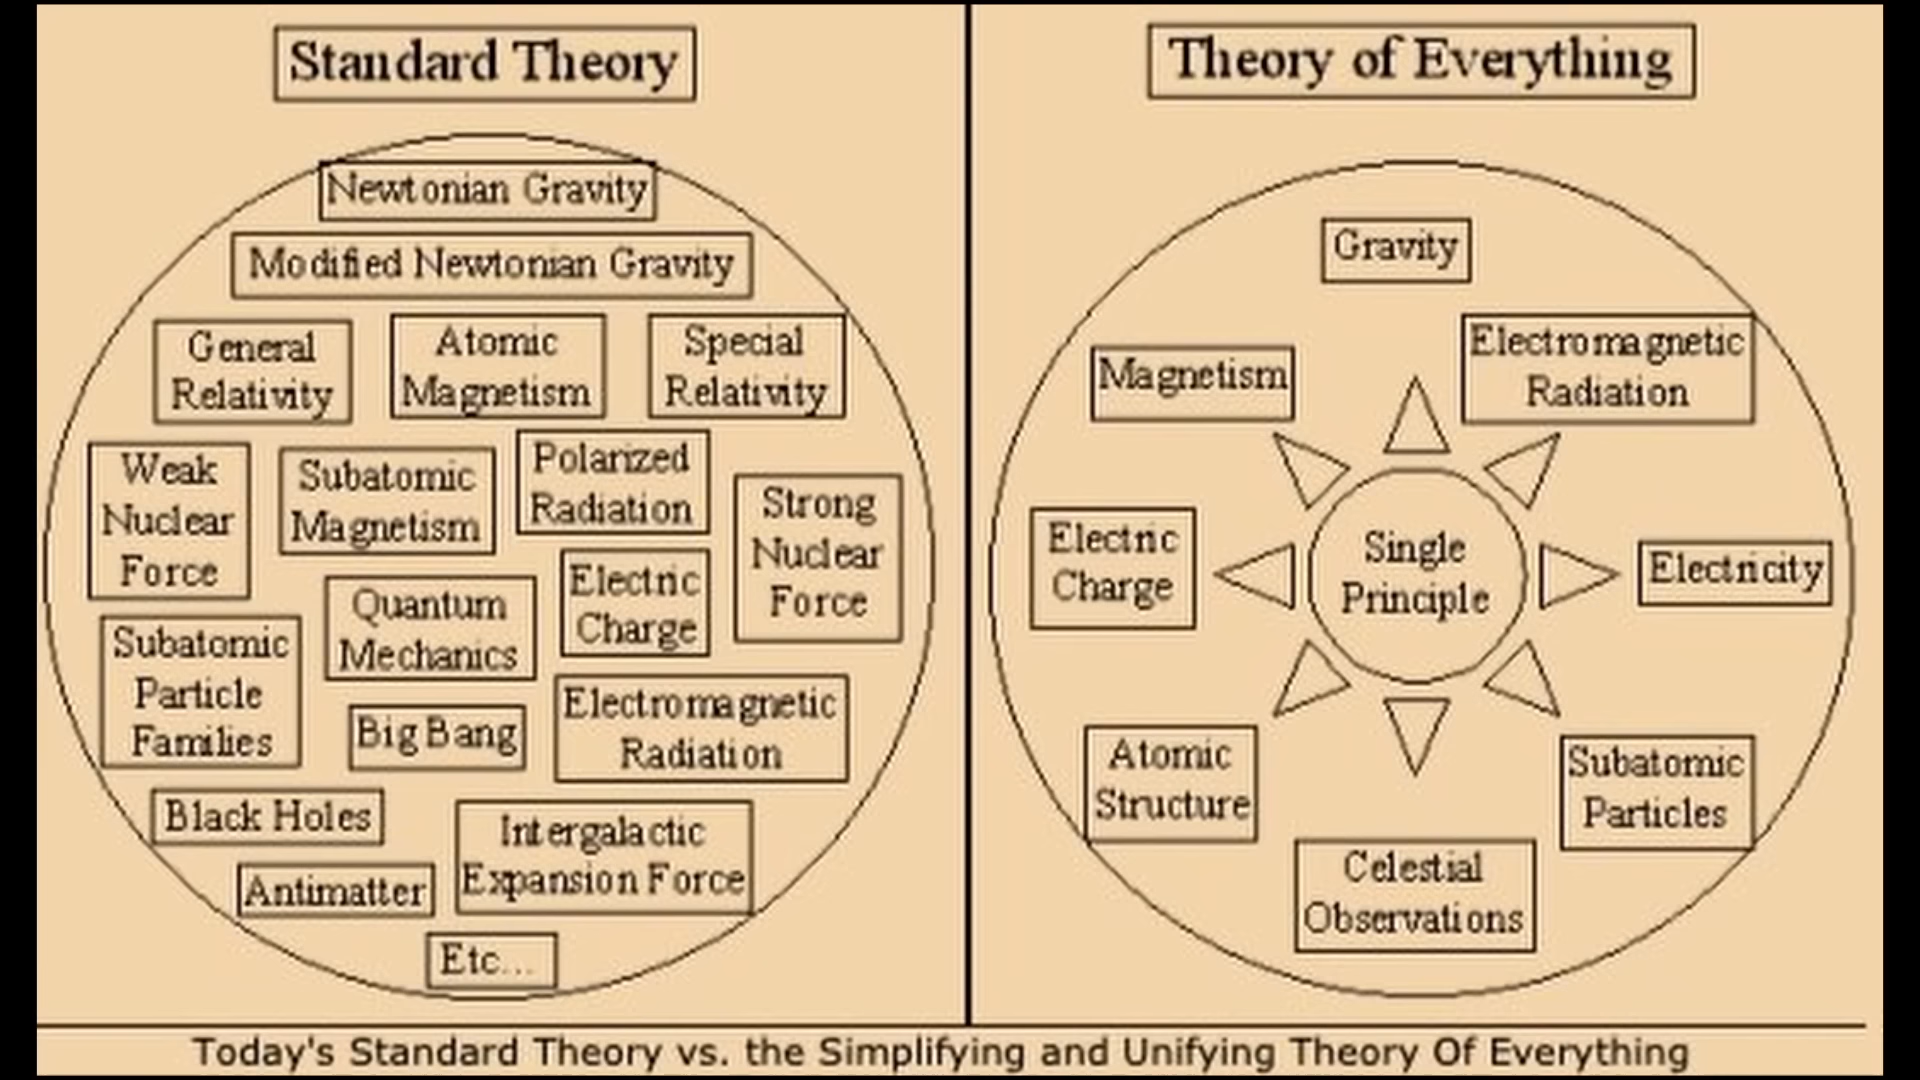 Standard Theory
Newtonian Gravity
Modified Newtonian Gravity
General
Relativity
Atomic
Magnetism
Special
Relativity
Weak
Nuclear
Force
Subatomic
Magnetism
Polarized
Radiation
Strong
Nuclear
Force
Quantum
Mechanics
Electric
Charge
Subatomic
Particle
Families
Big Bang
Electromagnetic
Radiation
Black Holes
Intergalactic
Expansion Force
Antimatter
Etc...
Theory of Everything
Gravity
Magnetism
Electromagnetic
Radiation
Electric
Charge
Single
Principle
Electricity
Atomic
Structure
Subatomic
Particles
Celestial
Observations
Today's Standard Theory vs. the Simplifying and Unifying Theory Of Everything